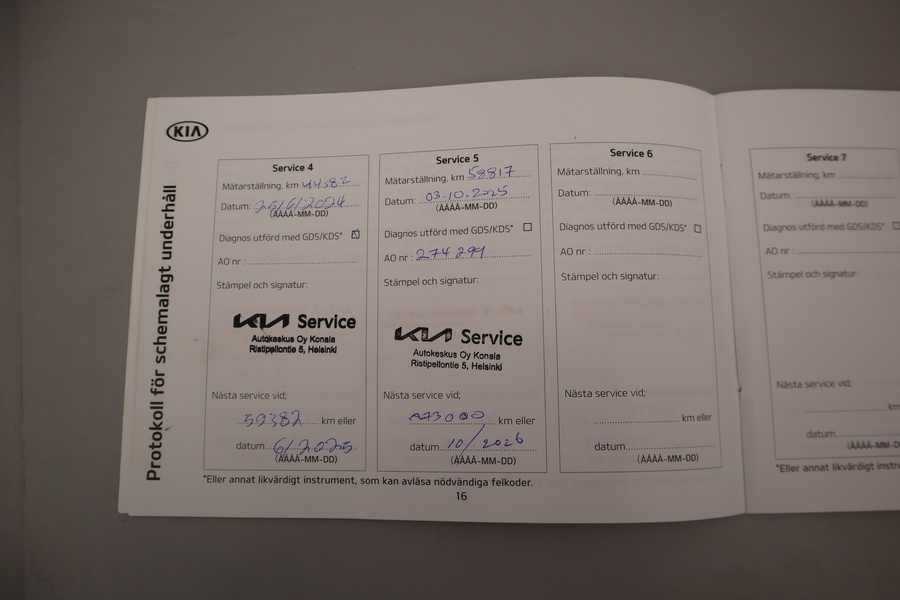 KIA
Protokoll för schemalagt underhåll
Service 4
Mätarställning, km 44382
Datum: 26/6/2024
(ÅÅÅÅ-MM-DD)
Diagnos utförd med GDS/KDS*
AO nr :
Stämpel och signatur:
KIA Service
Autokeskus Oy Konala
Ristipellontie 5, Helsinki
Nästa service vid;
59382 km eller
datum 6/2025
(ÅÅÅÅ-MM-DD)
Service 5
Mätarställning, km 58817
Datum: 03.10.2025
(ÅÅÅÅ-MM-DD)
Diagnos utförd med GDS/KDS*
AO nr : 274299
Stämpel och signatur:
KIA Service
Autokeskus Oy Konala
Ristipellontie 5, Helsinki
Nästa service vid;
73000 km eller
datum 10/2026
(ÅÅÅÅ-MM-DD)
Service 6
Mätarställning, km
Datum:
(ÅÅÅÅ-MM-DD)
Diagnos utförd med GDS/KDS*
AO nr :
Stämpel och signatur:
Nästa service vid;
km eller
datum
(ÅÅÅÅ-MM-DD)
*Eller annat likvärdigt instrument, som kan avläsa nödvändiga felkoder.
16
Service 7
Mätarställning, km
Datum:
(ÅÅÅÅ-MM-DD)
Diagnos utförd med GDS/KDS*
AO nr :
Stämpel och signatur:
Nästa service vid;
km
datum
(ÅÅÅÅ-MM-DD)
*Eller annat likvärdigt instru